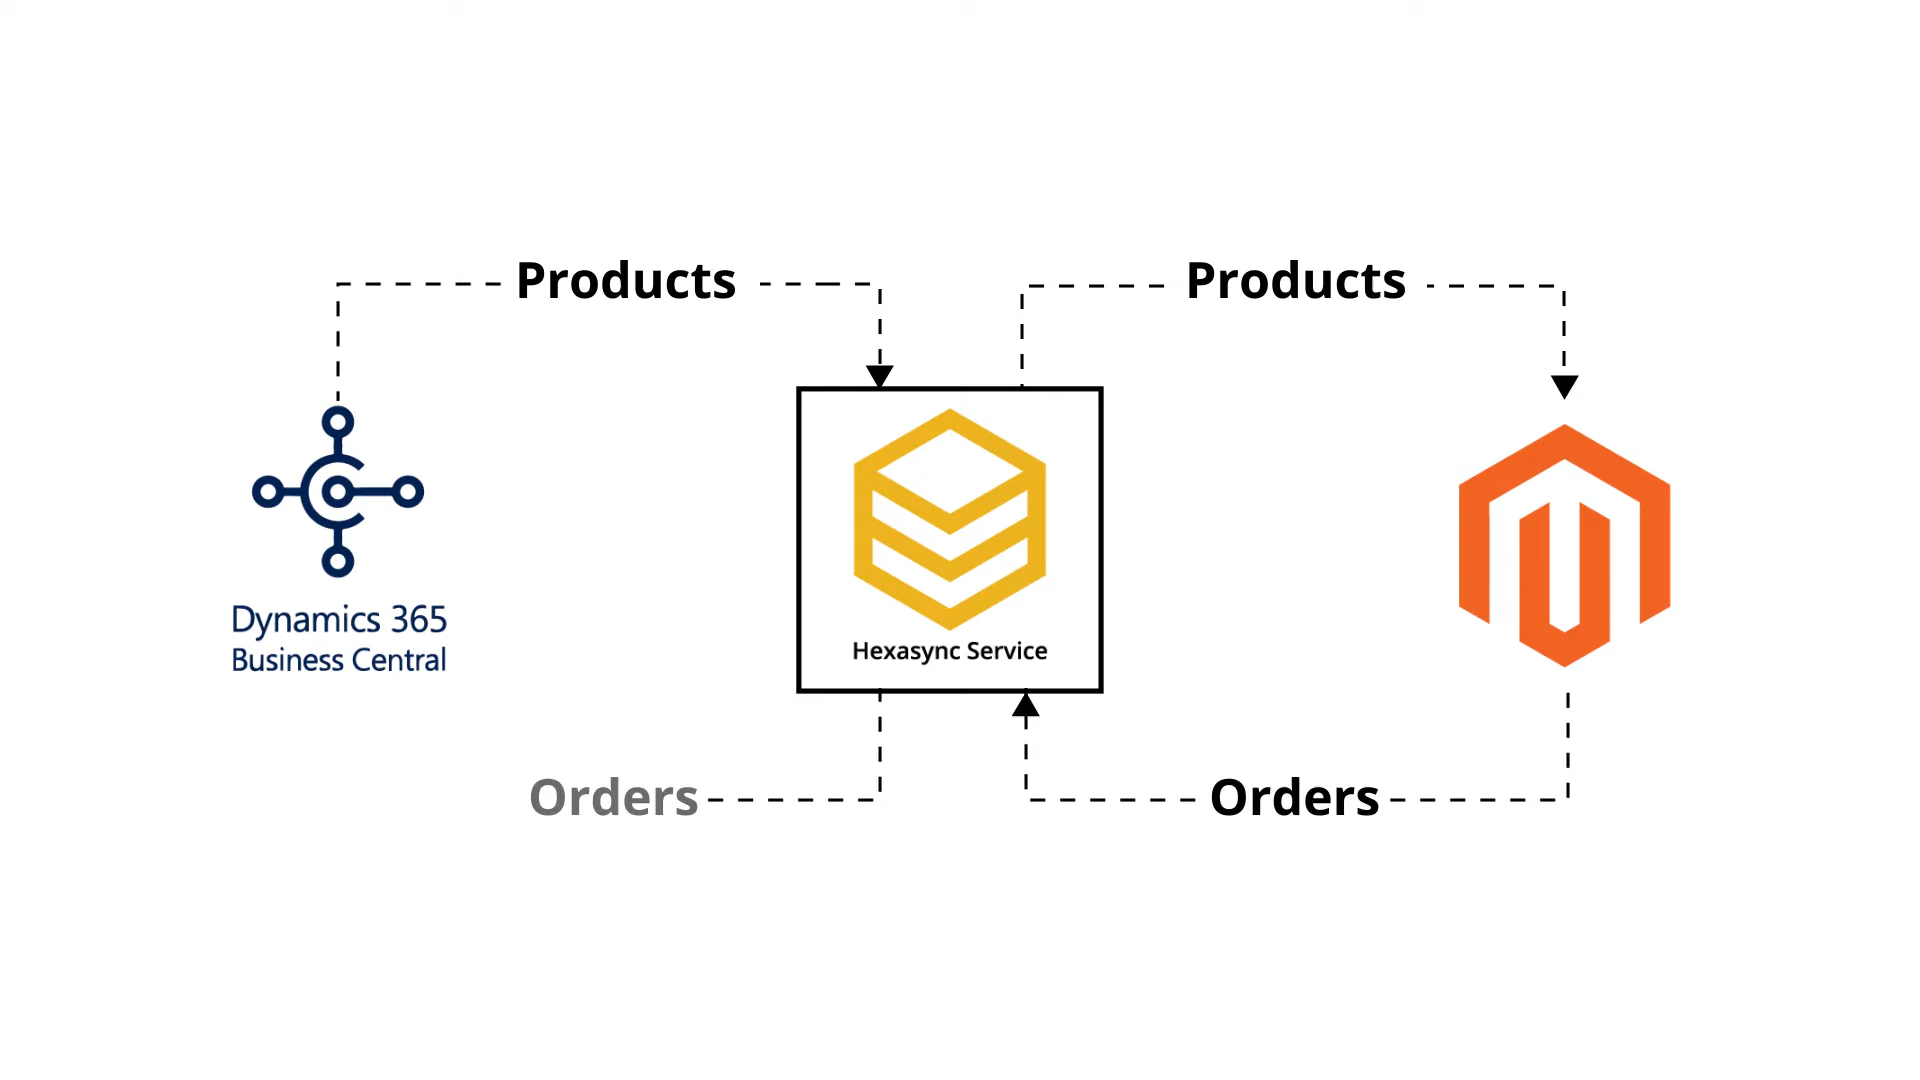 Products
Products
Dynamics 365
Business Central
Hexasync Service
Orders
Orders